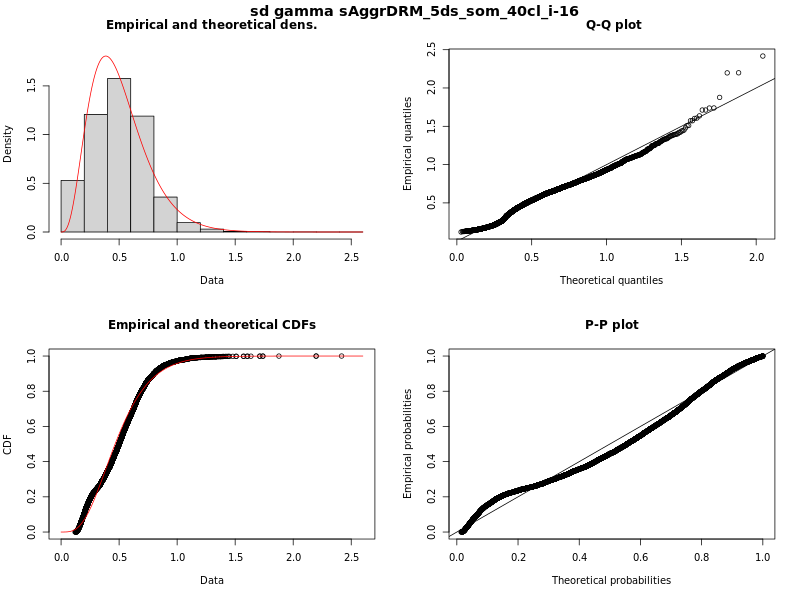 sd gamma sAggrDRM_5ds_som_40cl_i-16
Empirical and theoretical dens.
Density
0.0 0.5 1.0 1.5
0.0 0.5 1.0 1.5 2.0 2.5
Data
Q-Q plot
Empirical quantiles
0.5 1.0 1.5 2.0 2.5
0.0 0.5 1.0 1.5 2.0
Theoretical quantiles
Empirical and theoretical CDFs
CDF
0.0 0.2 0.4 0.6 0.8 1.0
0.0 0.5 1.0 1.5 2.0 2.5
Data
P-P plot
Empirical probabilities
0.0 0.2 0.4 0.6 0.8 1.0
0.0 0.2 0.4 0.6 0.8 1.0
Theoretical probabilities